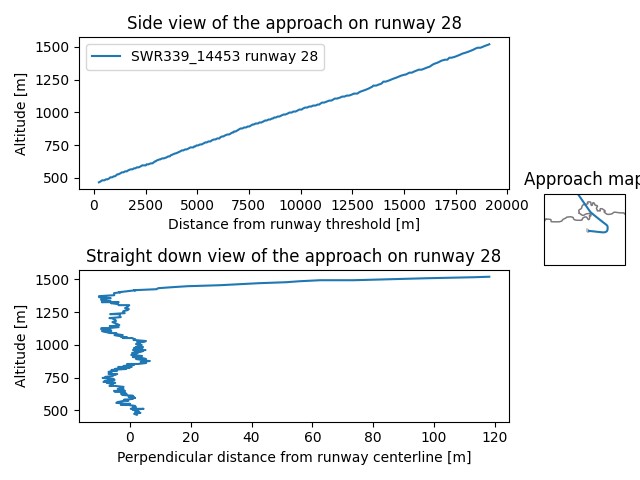 Side view of the approach on runway 28
1500
1250
1000
750
500
Altitude [m]
SWR339_14453 runway 28
0 2500 5000 7500 10000 12500 15000 17500 20000
Distance from runway threshold [m]
Approach map
Straight down view of the approach on runway 28
1500
1250
1000
750
500
Altitude [m]
0 20 40 60 80 100 120
Perpendicular distance from runway centerline [m]